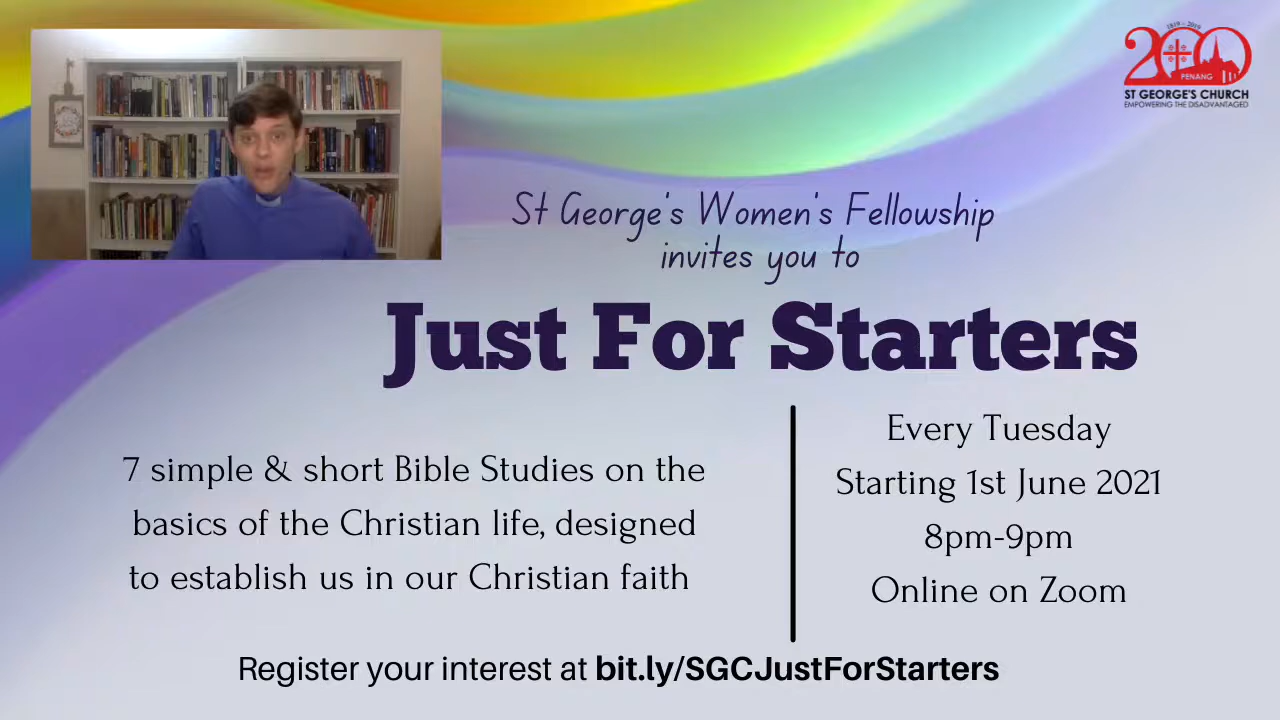 1819 - 2019
200
PENANG
ST GEORGE'S CHURCH
EMPOWERING THE DISADVANTAGED
St George's Women's Fellowship
invites you to
Just For Starters
7 simple & short Bible Studies on the
basics of the Christian life, designed
to establish us in our Christian faith
Every Tuesday
Starting 1st June 2021
8pm-9pm
Online on Zoom
Register your interest at bit.ly/SGCJustForStarters